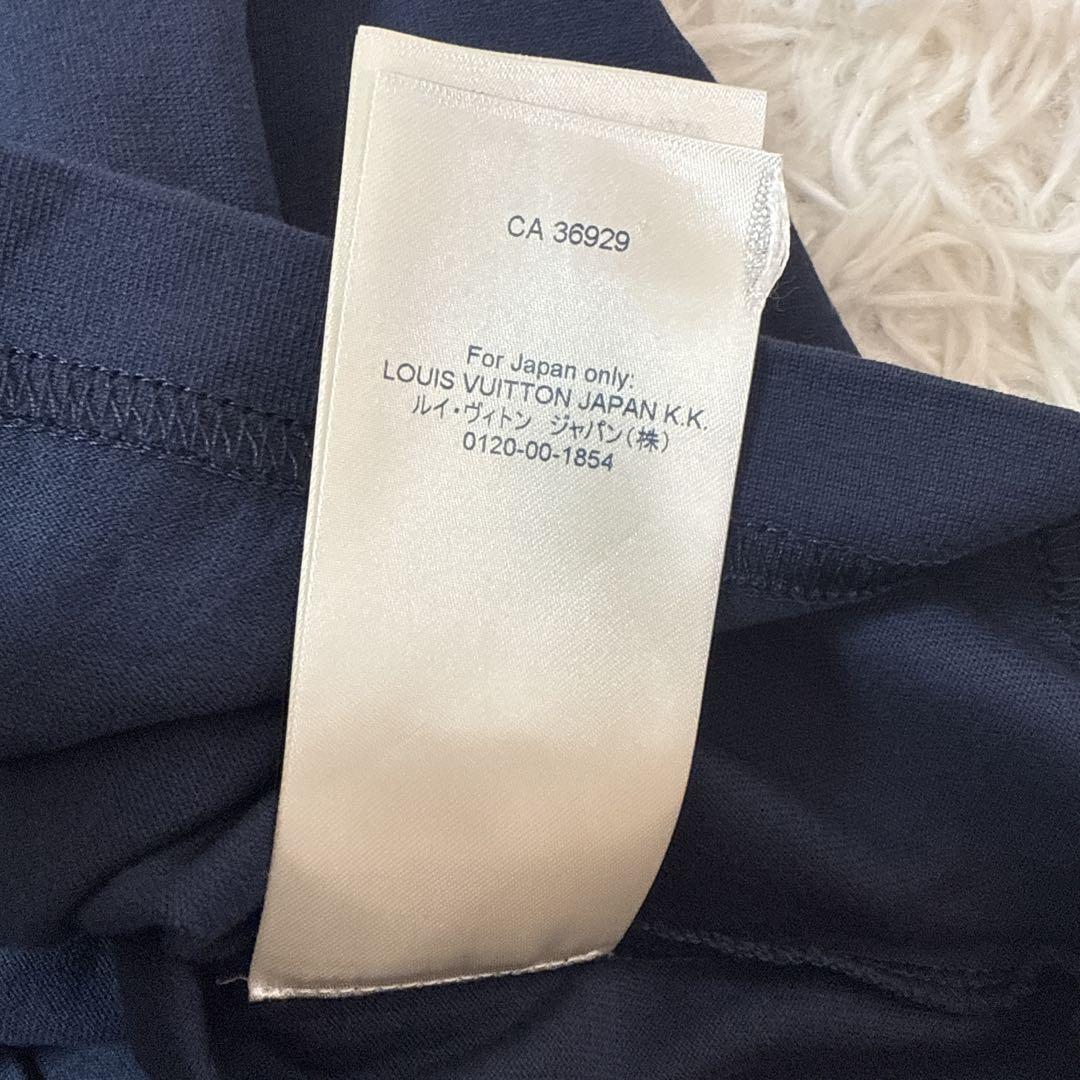 CA 36929
For Japan only:
LOUIS VUITTON JAPAN K.K.
ルイ・ヴィトン ジャパン(株)
0120-00-1854